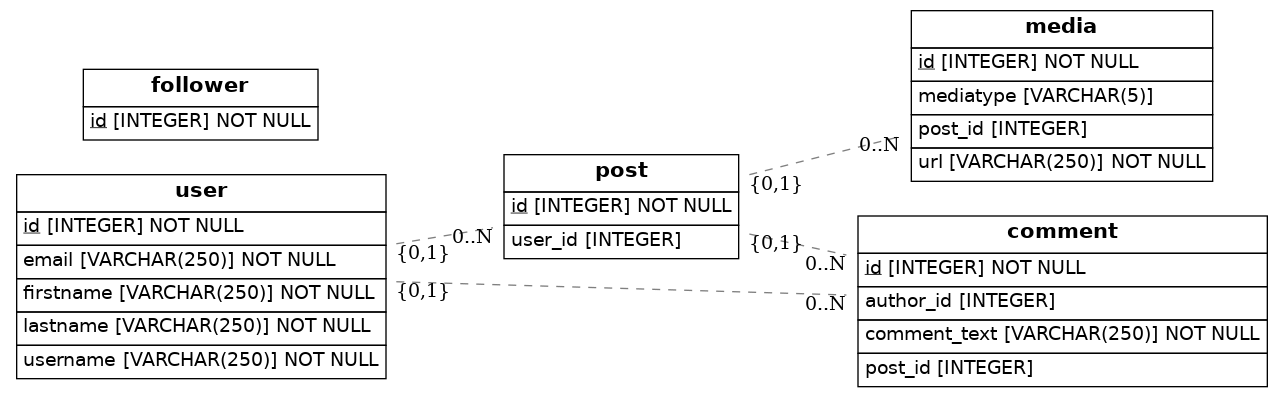 follower
id [INTEGER] NOT NULL
user
id [INTEGER] NOT NULL
email [VARCHAR(250)] NOT NULL
firstname [VARCHAR(250)] NOT NULL
lastname [VARCHAR(250)] NOT NULL
username [VARCHAR(250)] NOT NULL
{0,1}
0..N
{0,1}
0..N
post
id [INTEGER] NOT NULL
user_id [INTEGER]
{0,1}
0..N
{0,1}
0..N
media
id [INTEGER] NOT NULL
mediatype [VARCHAR(5)]
post_id [INTEGER]
url [VARCHAR(250)] NOT NULL
comment
id [INTEGER] NOT NULL
author_id [INTEGER]
comment_text [VARCHAR(250)] NOT NULL
post_id [INTEGER]